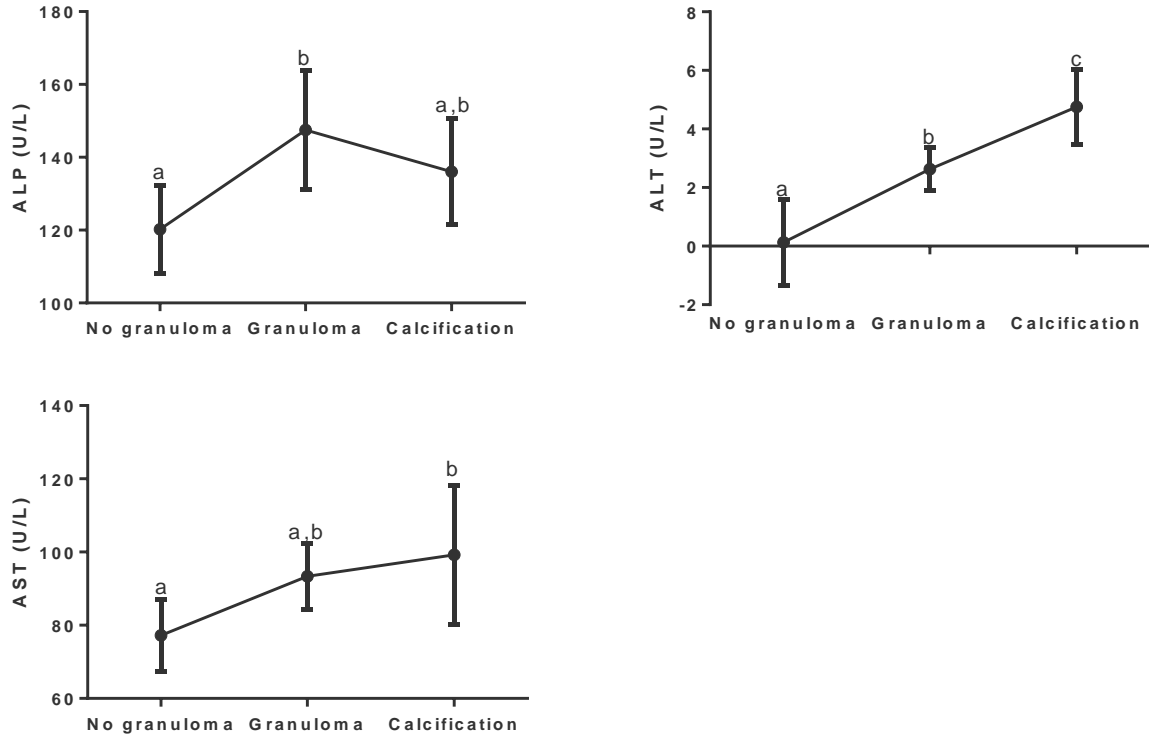 ALP (U/L)
180
160
140
120
100
a
b
a,b
No granuloma Granuloma Calcification
ALT (U/L)
8
6
4
2
0
-2
a
b
c
No granuloma Granuloma Calcification
AST (U/L)
140
120
100
80
60
a
a,b
b
No granuloma Granuloma Calcification